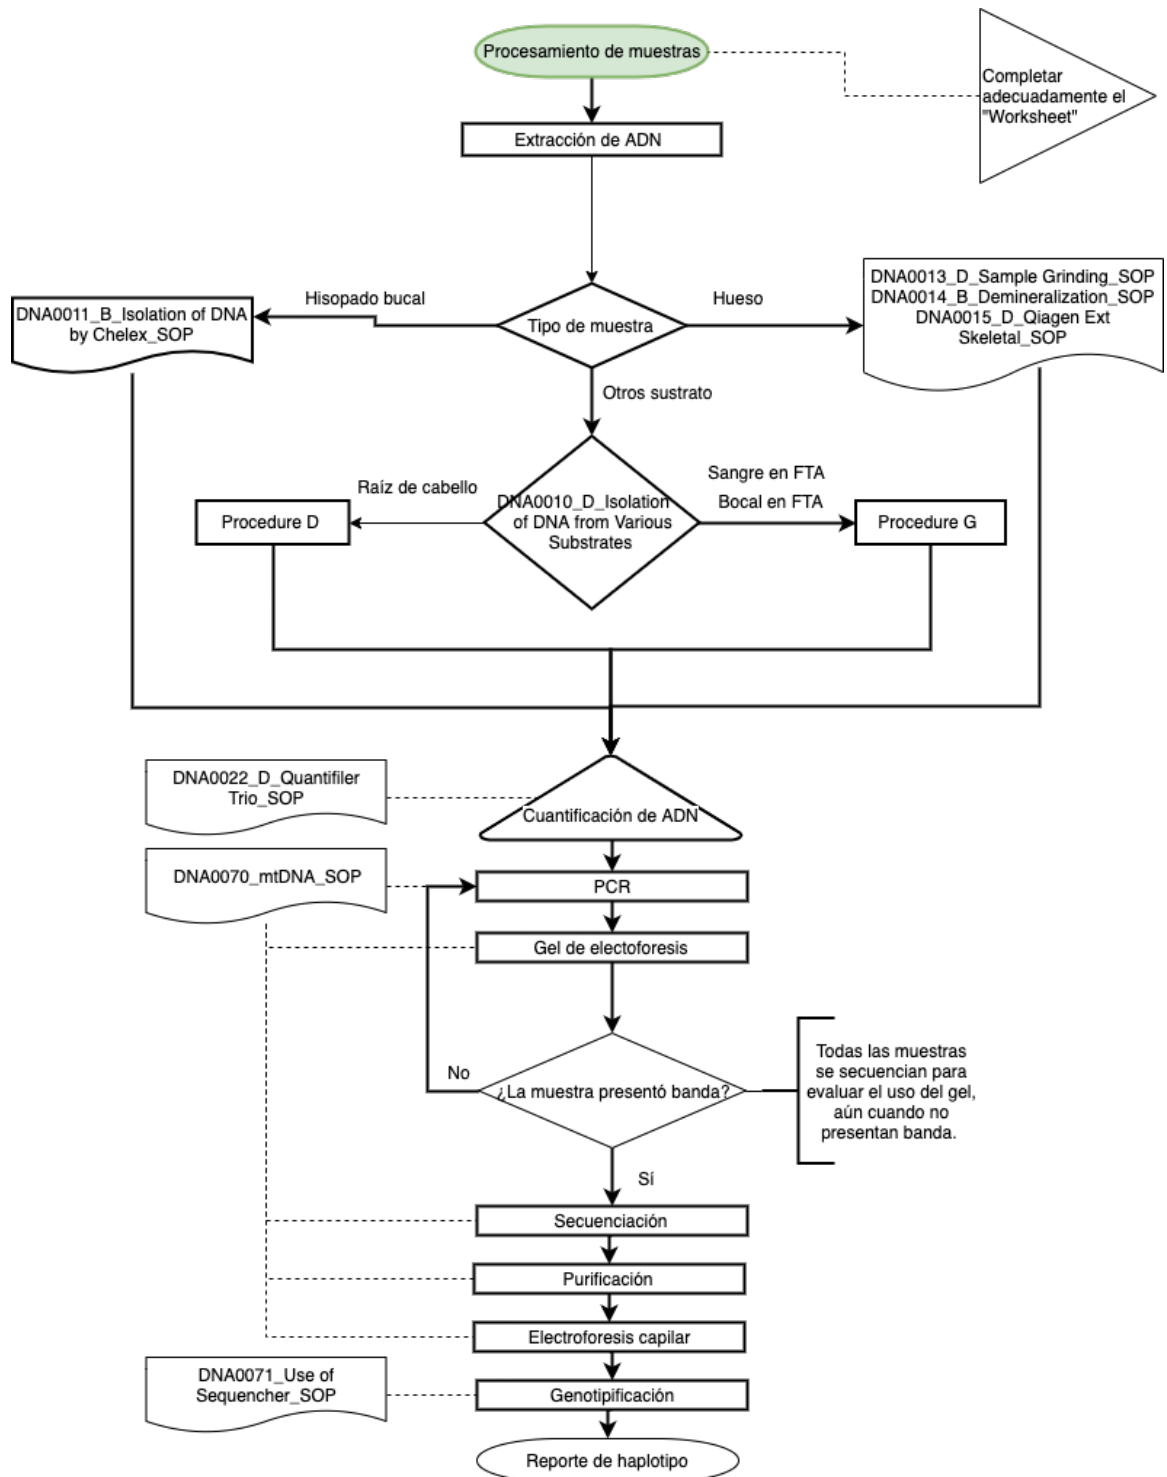 Procesamiento de muestras
Completar
adecuadamente el
"Worksheet"
Extracción de ADN
DNA0011_B_Isolation of DNA
by Chelex_SOP
Hisopado bucal
Tipo de muestra
Hueso
DNA0013_D_Sample Grinding_SOP
DNA0014_B_Demineralization_SOP
DNA0015_D_Qiagen Ext
Skeletal_SOP
Otros sustrato
Raíz de cabello
DNA0010_D_Isolation
of DNA from Various
Substrates
Sangre en FTA
Bocal en FTA
Procedure D
Procedure G
DNA0022_D_Quantifiler
Trio_SOP
Cuantificación de ADN
DNA0070_mtDNA_SOP
PCR
Gel de electoforesis
No
¿La muestra presentó banda?
Todas las muestras
se secuencian para
evaluar el uso del gel,
aún cuando no
presentan banda.
Sí
Secuenciación
Purificación
Electroforesis capilar
DNA0071_Use of
Sequencher_SOP
Genotipificación
Reporte de haplotipo